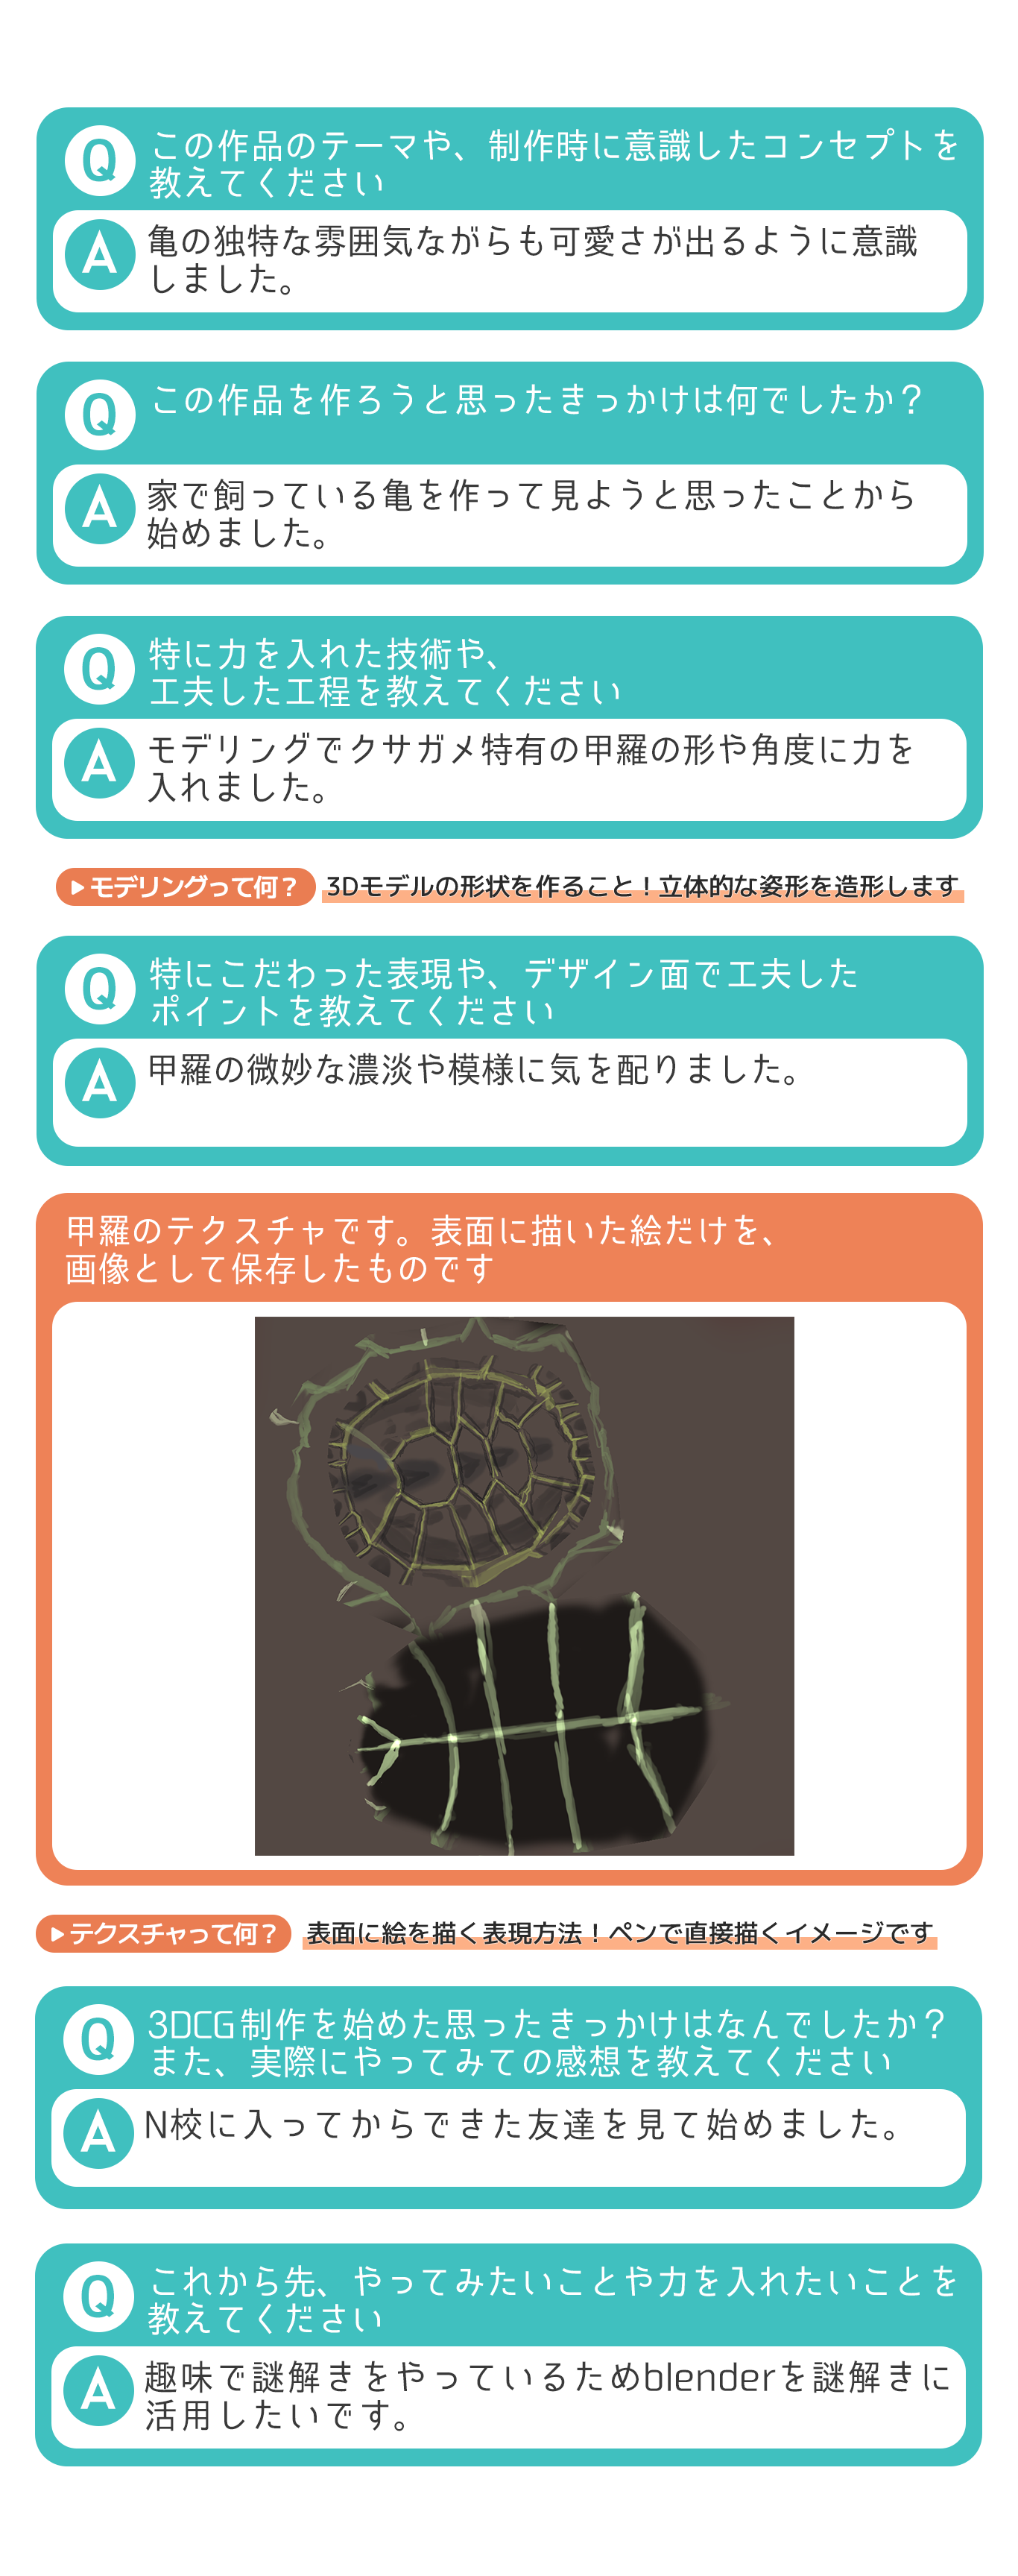 Q この作品のテーマや、制作時に意識したコンセプトを
教えてください
A 亀の独特な雰囲気ながらも可愛さが出るように意識
しました。
Q この作品を作ろうと思ったきっかけは何でしたか？
A 家で飼っている亀を作って見ようと思ったことから
始めました。
Q 特に力を入れた技術や、
工夫した工程を教えてください
A モデリングでクサガメ特有の甲羅の形や角度に力を
入れました。
▶モデリングって何？ 3Dモデルの形状を作ること！立体的な姿形を造形します
Q 特にこだわった表現や、デザイン面で工夫した
ポイントを教えてください
A 甲羅の微妙な濃淡や模様に気を配りました。
甲羅のテクスチャです。表面に描いた絵だけを、
画像として保存したものです
▶テクスチャって何？ 表面に絵を描く表現方法！ペンで直接描くイメージです
Q 3DCG制作を始めた思ったきっかけはなんでしたか？
また、実際にやってみての感想を教えてください
A N校に入ってからできた友達を見て始めました。
Q これから先、やってみたいことや力を入れたいことを
教えてください
A 趣味で謎解きをやっているためblenderを謎解きに
活用したいです。